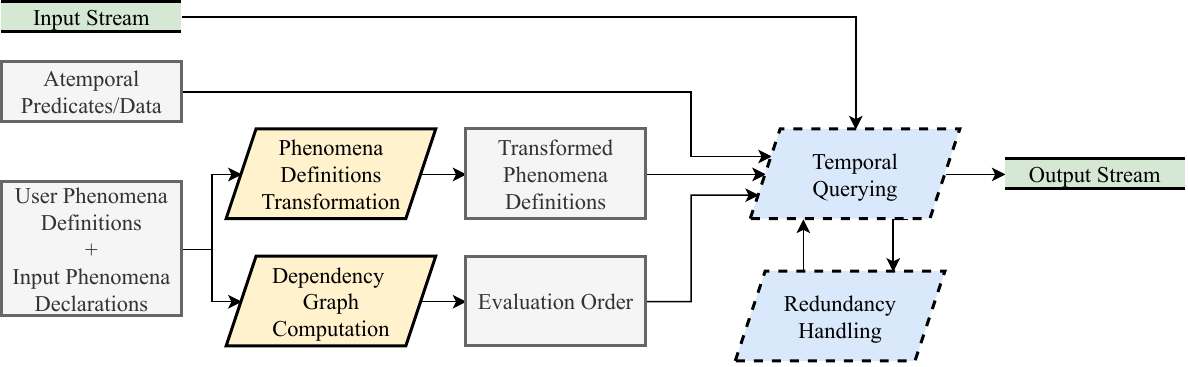 Input Stream
Atemporal
Predicates/Data
User Phenomena
Definitions
+
Input Phenomena
Declarations
Phenomena
Definitions
Transformation
Transformed
Phenomena
Definitions
Dependency
Graph
Computation
Evaluation Order
Temporal
Querying
Redundancy
Handling
Output Stream